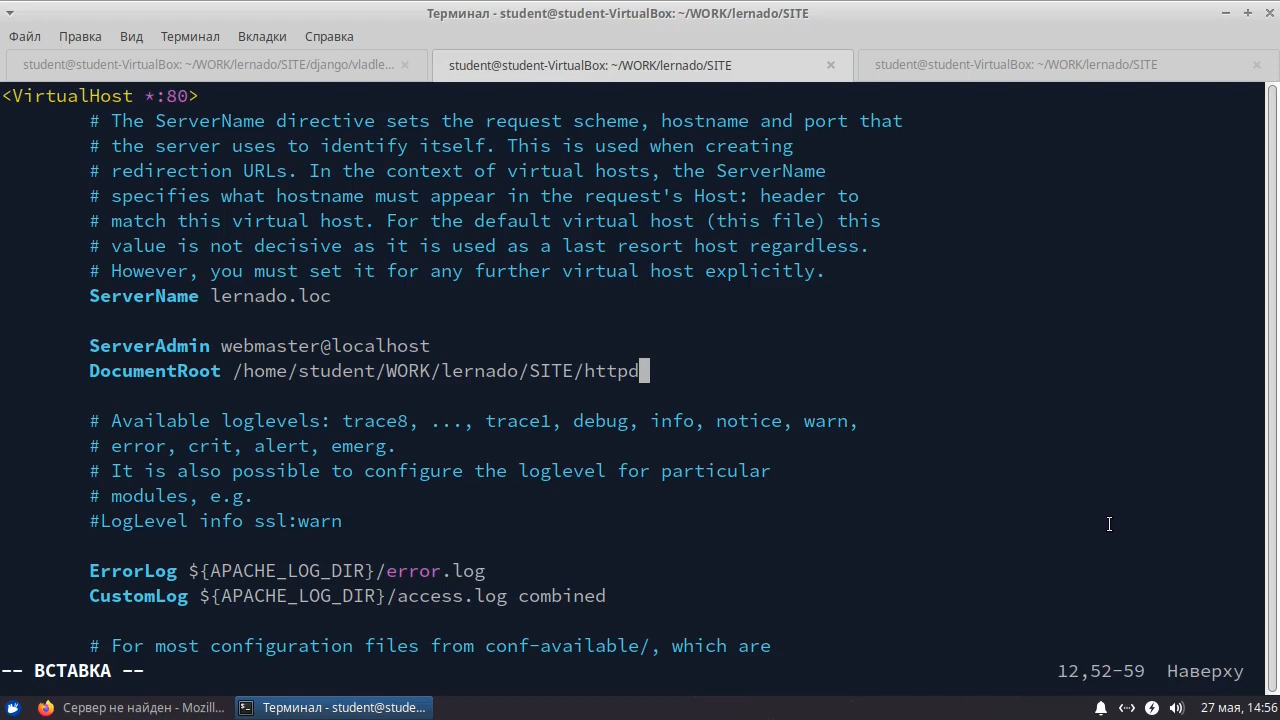 Терминал - student@student-VirtualBox: ~/WORK/lernado/SITE
Файл Правка Вид Терминал Вкладки Справка
student@student-VirtualBox: ~/WORK/lernado/SITE/django/vladle... student@student-VirtualBox: ~/WORK/lernado/SITE student@student-VirtualBox: ~/WORK/lernado/SITE
<VirtualHost *:80>
# The ServerName directive sets the request scheme, hostname and port that
# the server uses to identify itself. This is used when creating
# redirection URLs. In the context of virtual hosts, the ServerName
# specifies what hostname must appear in the request's Host: header to
# match this virtual host. For the default virtual host (this file) this
# value is not decisive as it is used as a last resort host regardless.
# However, you must set it for any further virtual host explicitly.
ServerName lernado.loc
ServerAdmin webmaster@localhost
DocumentRoot /home/student/WORK/lernado/SITE/httpd
# Available loglevels: trace8, ..., trace1, debug, info, notice, warn,
# error, crit, alert, emerg.
# It is also possible to configure the loglevel for particular
# modules, e.g.
#LogLevel info ssl:warn
ErrorLog ${APACHE_LOG_DIR}/error.log
CustomLog ${APACHE_LOG_DIR}/access.log combined
# For most configuration files from conf-available/, which are
-- ВСТАВКА -- 12,52-59 Наверху
Сервер не найден - Mozill... Терминал - student@stude... 27 мая, 14:56